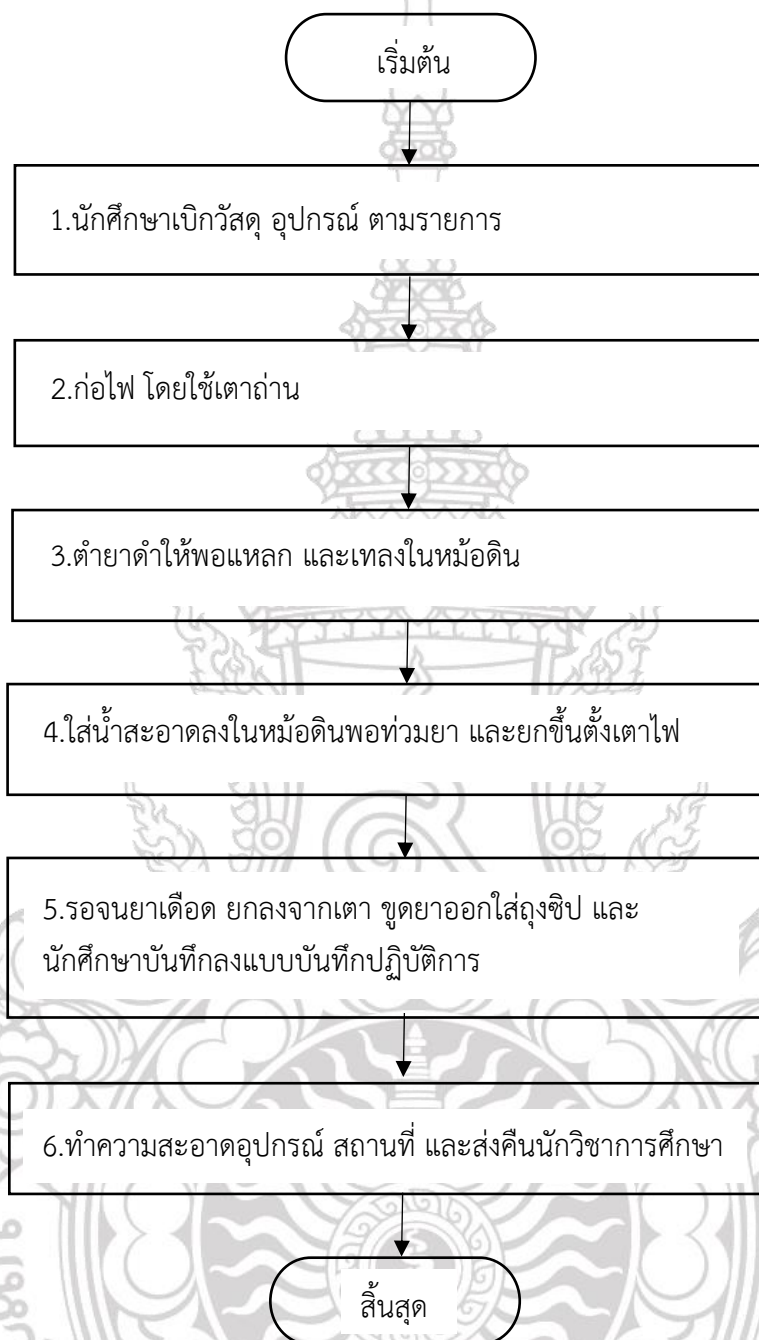 เริ่มต้น
1.นักศึกษาเบิกวัสดุ อุปกรณ์ ตามรายการ
2.ก่อไฟ โดยใช้เตาถ่าน
3.ตำยาดำให้พอแหลก และเทลงในหม้อดิน
4.ใส่น้ำสะอาดลงในหม้อดินพอท่วมยา และยกขึ้นตั้งเตาไฟ
5.รอจนยาเดือด ยกลงจากเตา ขูดยาออกใส่ถุงซิป และ
นักศึกษาบันทึกลงแบบบันทึกปฏิบัติการ
6.ทำความสะอาดอุปกรณ์ สถานที่ และส่งคืนนักวิชาการศึกษา
สิ้นสุด